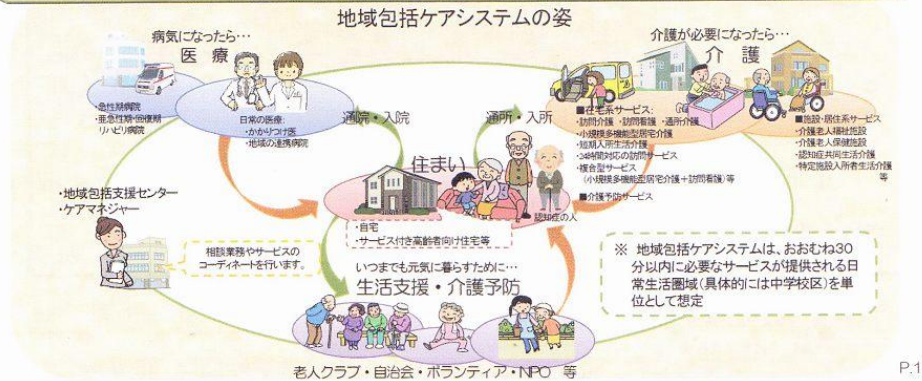 地域包括ケアシステムの姿
病気になったら…
医 療
・急性期病院
・亜急性期・回復期
リハビリ病院
日常の医療:
・かかりつけ医
・地域の連携病院
通院・入院
通所・入所
介護が必要になったら…
介 護
■在宅系サービス:
・訪問介護 ・訪問看護 ・通所介護
・小規模多機能型居宅介護
・短期入所生活介護
・24時間対応の訪問サービス
・複合型サービス
(小規模多機能型居宅介護+訪問看護)等
■介護予防サービス
■施設・居住系サービス
・介護老人福祉施設
・介護老人保健施設
・認知症共同生活介護
・特定施設入所者生活介護
等
住まい
認知症の人
・自宅
・サービス付き高齢者向け住宅等
・地域包括支援センター
・ケアマネジャー
相談業務やサービスの
コーディネートを行います。
いつまでも元気に暮らすために…
生活支援・介護予防
老人クラブ・自治会・ボランティア・NPO 等
※ 地域包括ケアシステムは、おおむね30
分以内に必要なサービスが提供される日
常生活圏域(具体的には中学校区)を単
位として想定
P.1